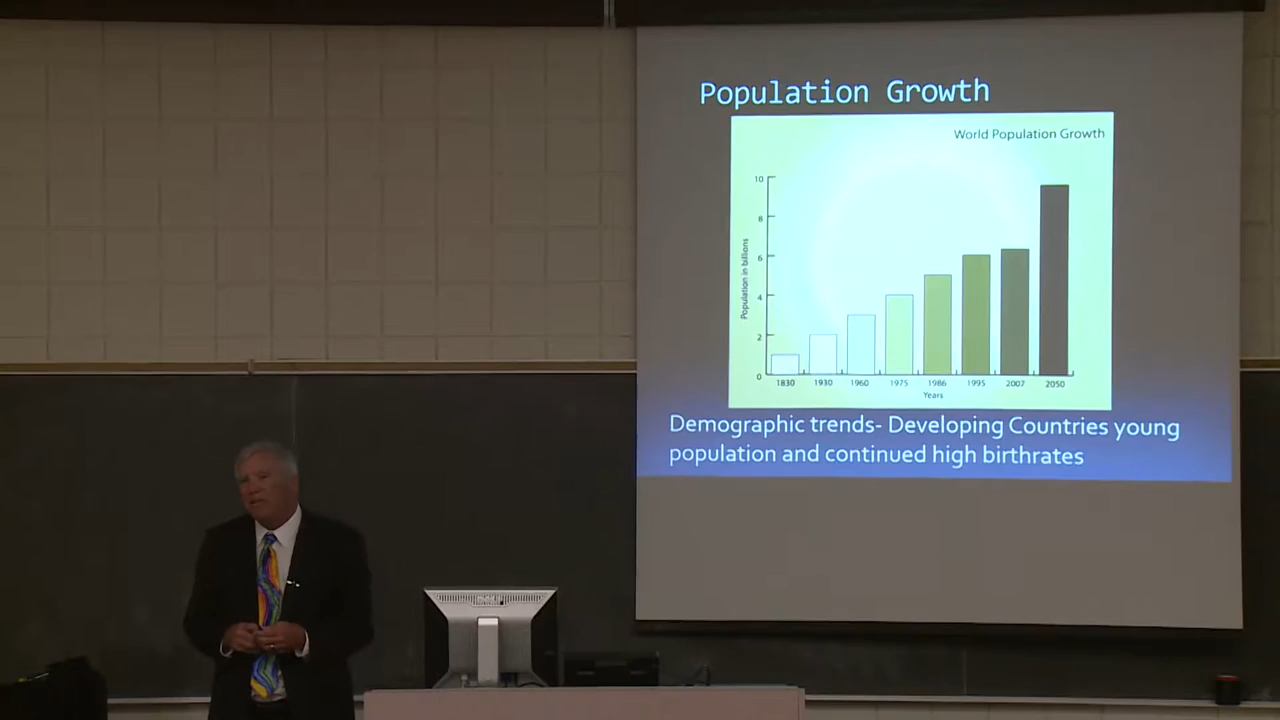 Population Growth
World Population Growth
10
8
6
4
2
0
Population in billions
1830 1930 1960 1975 1986 1995 2007 2050
Years
Demographic trends- Developing Countries young
population and continued high birthrates